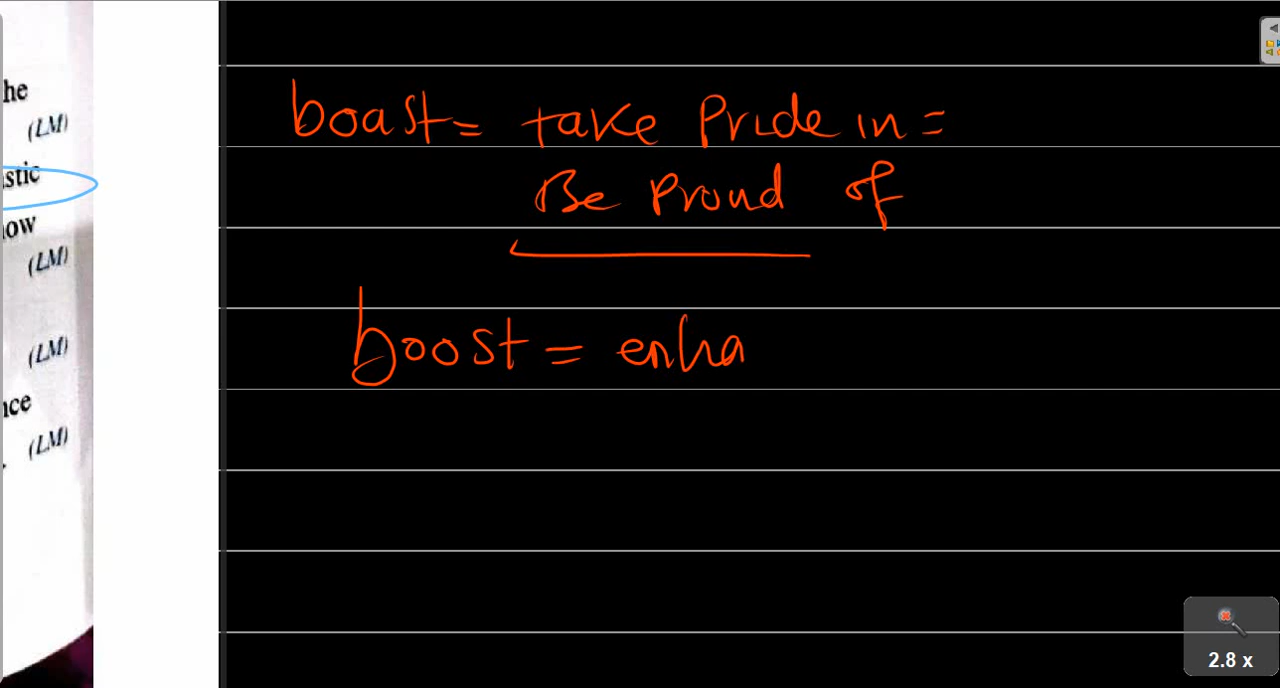 he
(LM)
stic
ow
(LM)
(LM)
nce
(LM)
boast = take Pride in =
Be Proud of
boost = enha
2.8 x